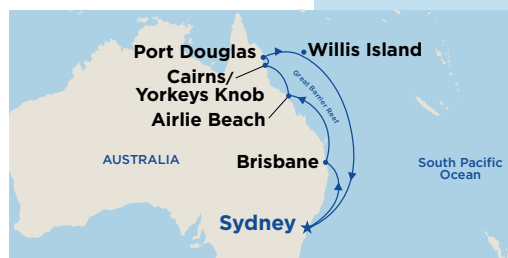 Port Douglas
Willis Island
Cairns/
Yorkeys Knob
Great Barrier Reef
Airlie Beach
AUSTRALIA
Brisbane
South Pacific
Ocean
Sydney